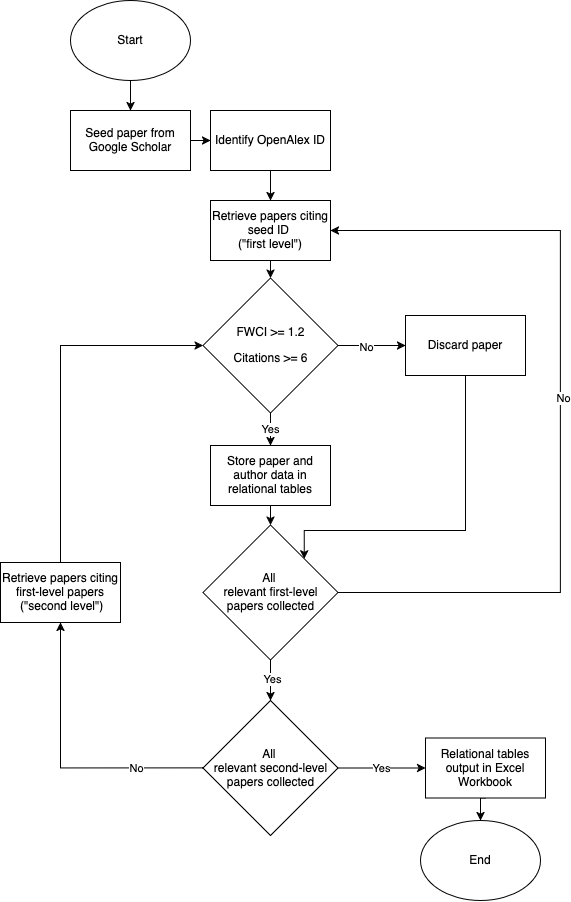 Start
Seed paper from
Google Scholar
Identify OpenAlex ID
Retrieve papers citing
seed ID
("first level")
FWCI >= 1.2
Citations >= 6
No
Discard paper
No
Yes
Store paper and
author data in
relational tables
Retrieve papers citing
first-level papers
("second level")
All
relevant first-level
papers collected
Yes
All
relevant second-level
papers collected
No
Yes
Relational tables
output in Excel
Workbook
End